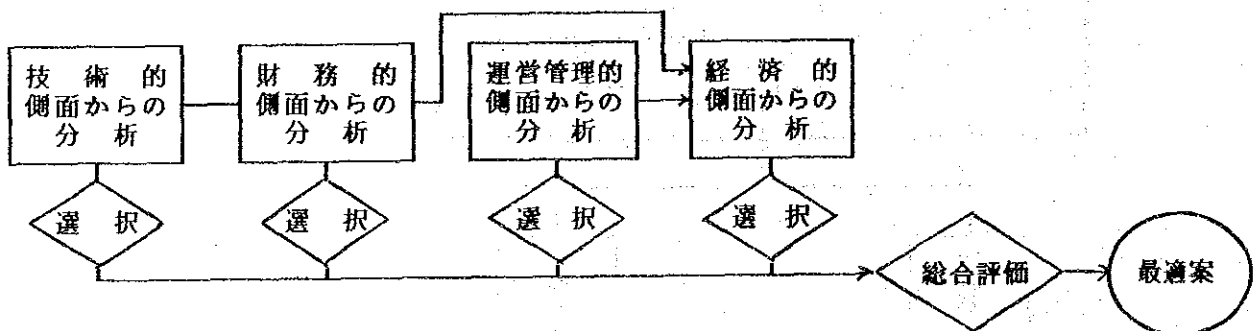 技術的
側面からの
分析
財務的
側面からの
分析
運営管理的
側面からの
分析
経済的
側面からの
分析
選択
選択
選択
選択
総合評価
最適案